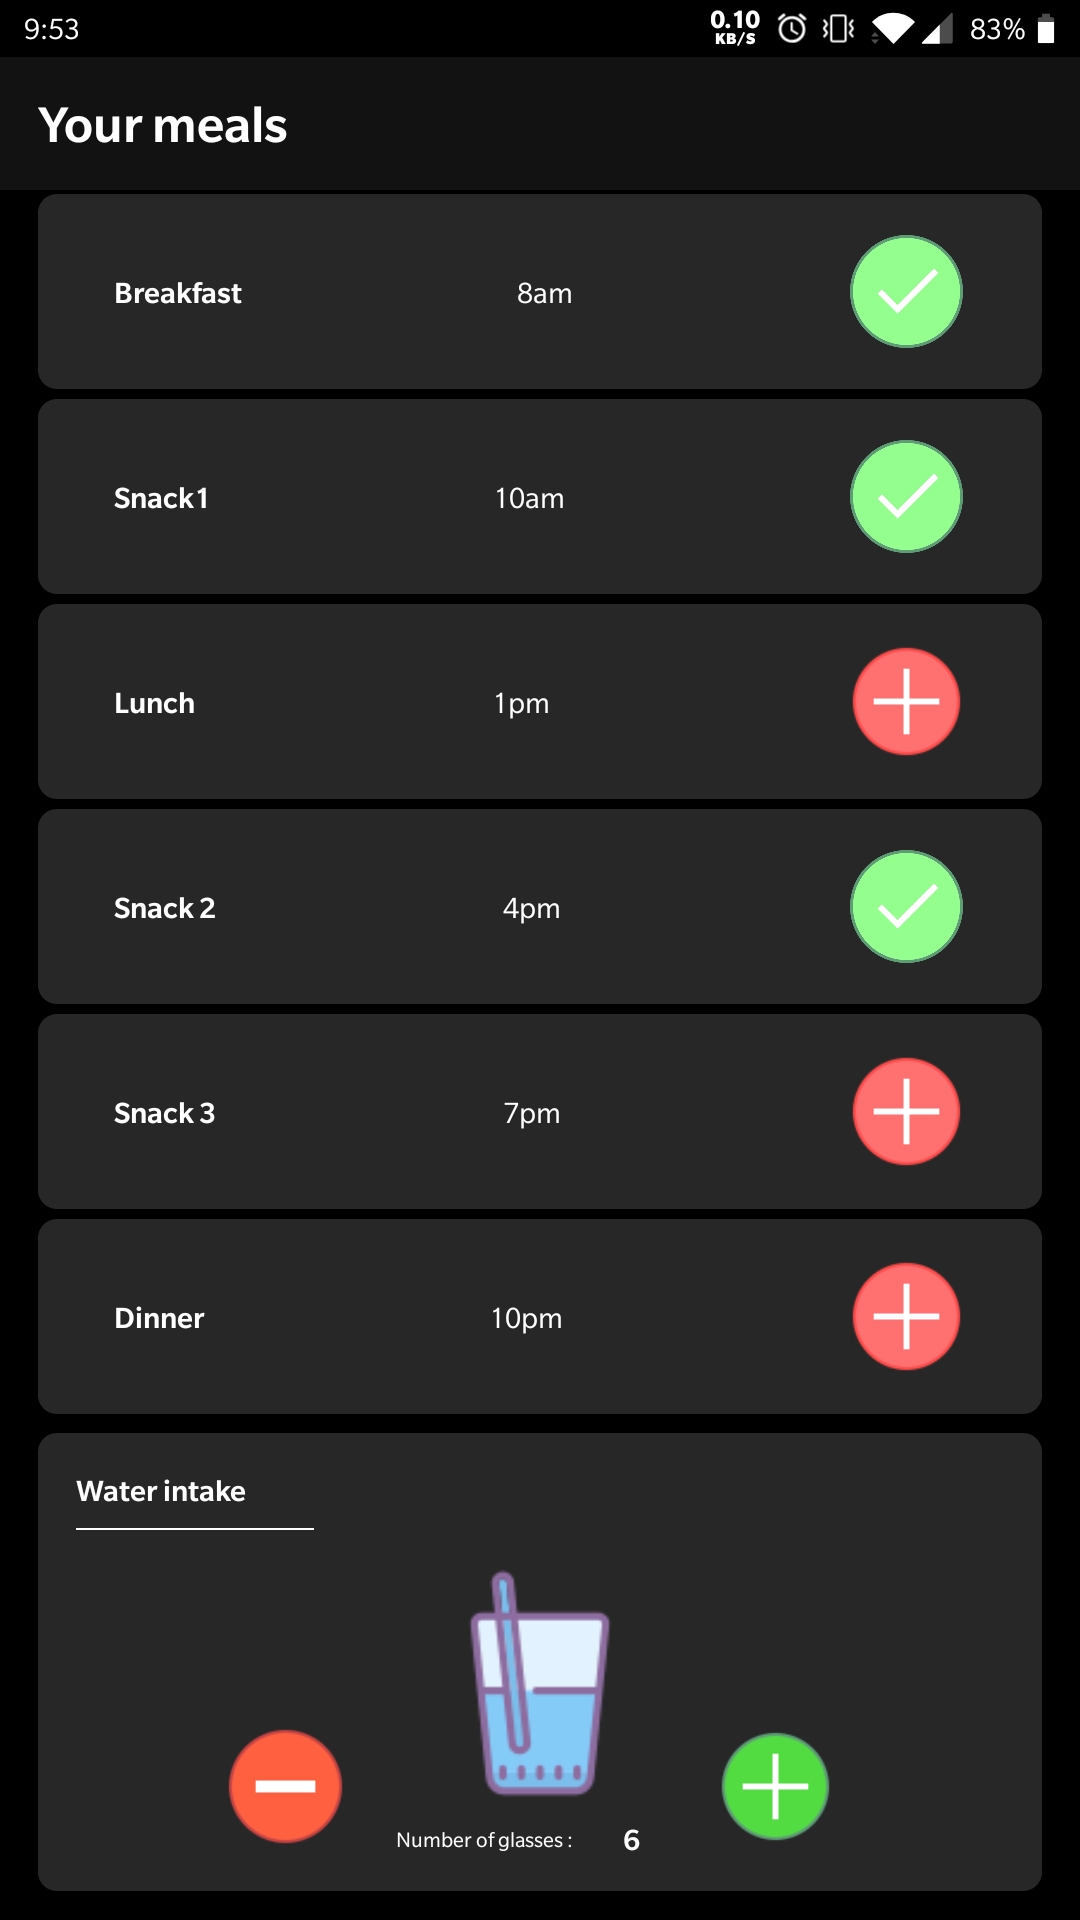 9:53 0.10 KB/S 83%
Your meals
Breakfast 8am
Snack1 10am
Lunch 1pm
Snack 2 4pm
Snack 3 7pm
Dinner 10pm
Water intake
Number of glasses : 6